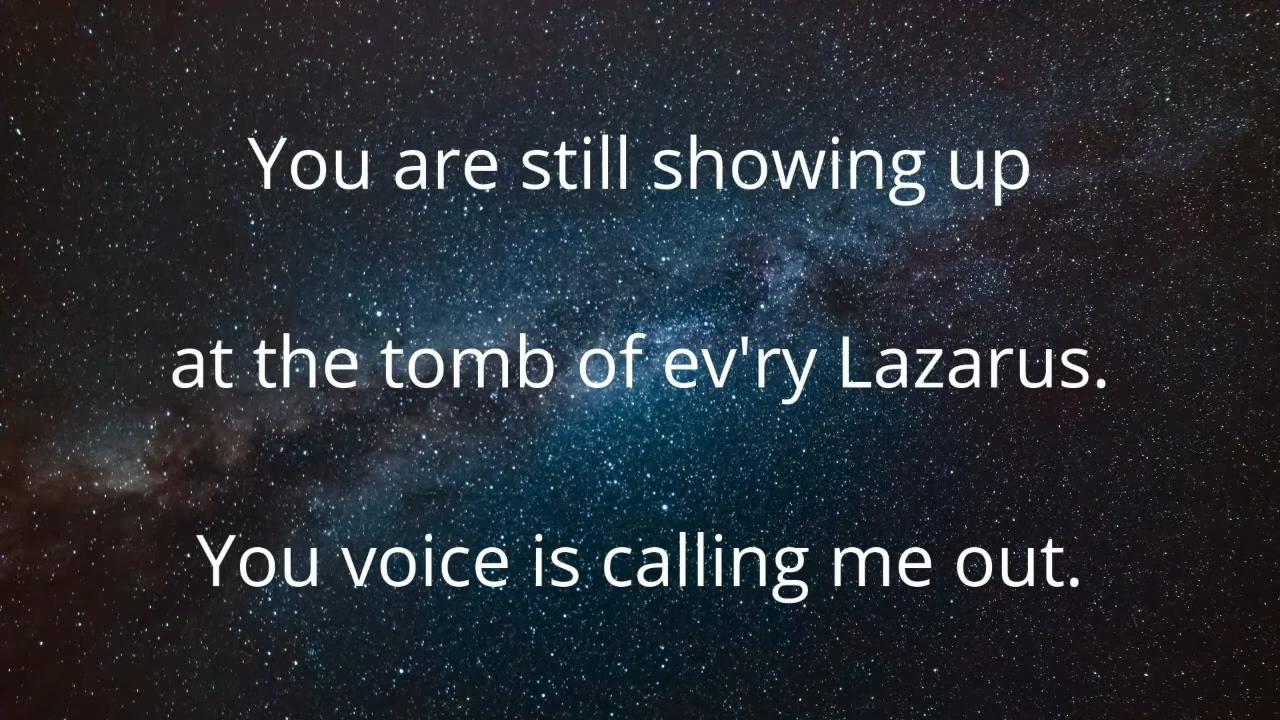 You are still showing up
at the tomb of ev'ry Lazarus.
You voice is calling me out.